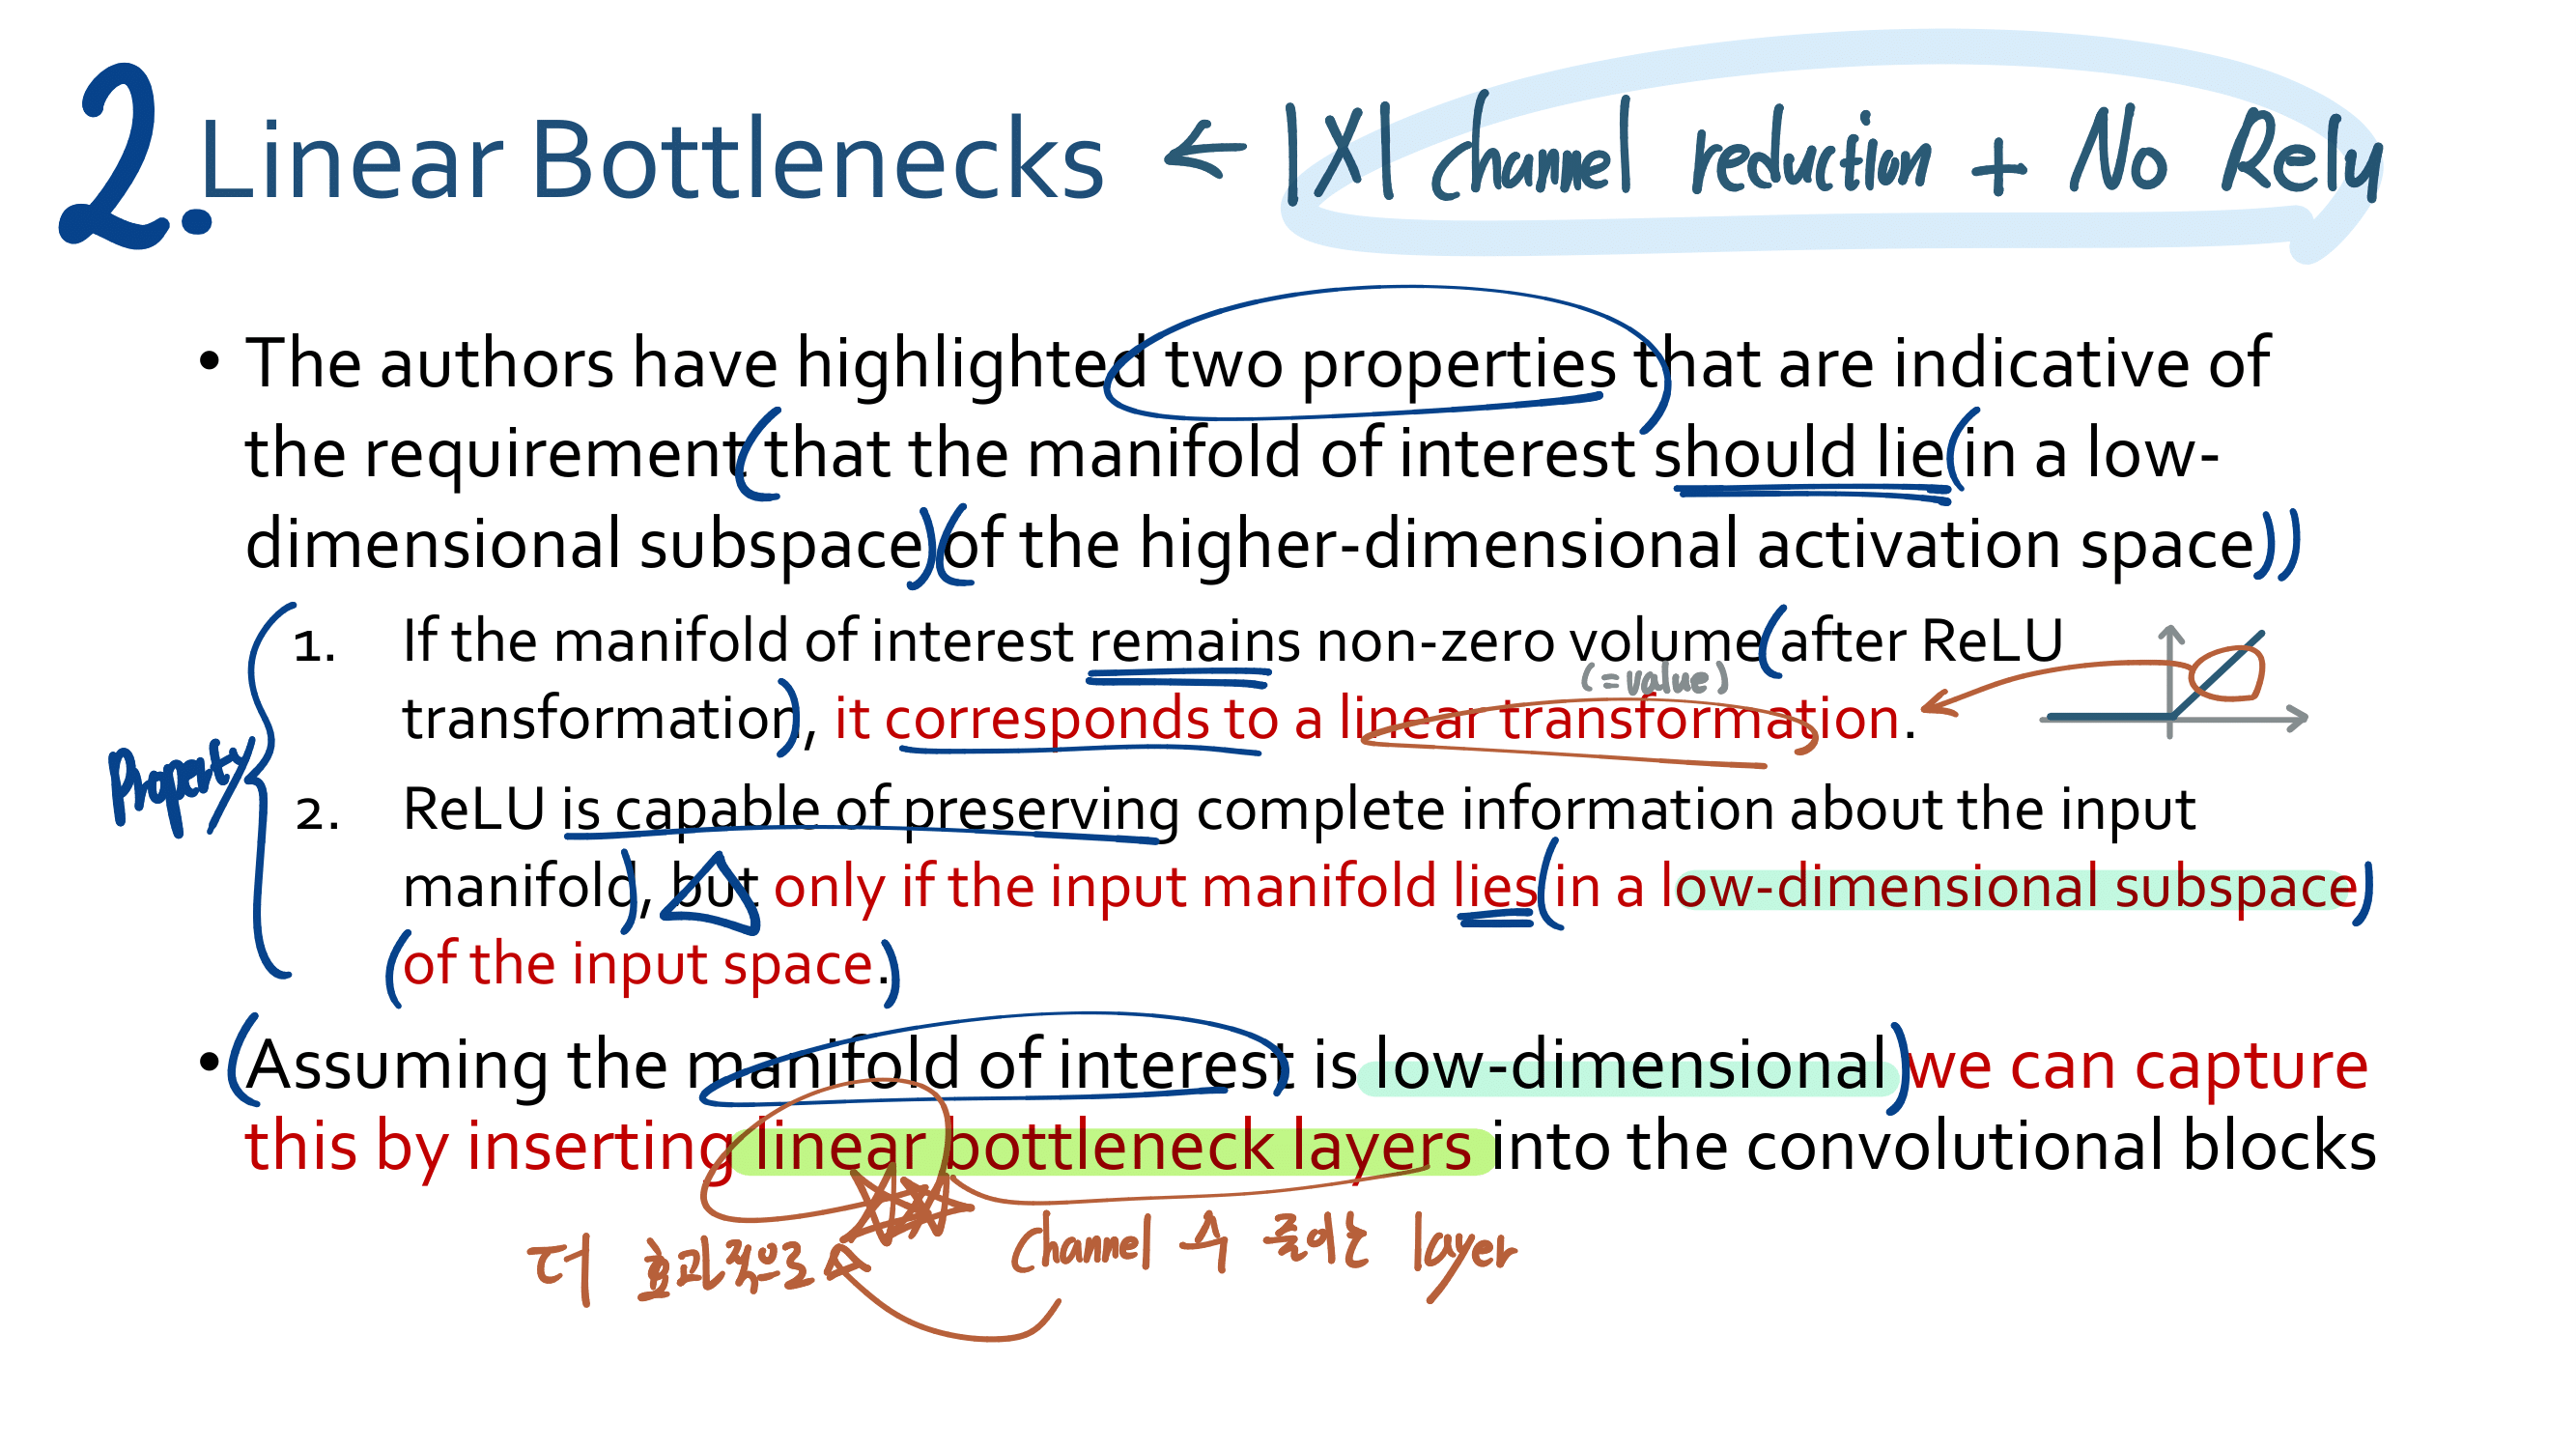 2. Linear Bottlenecks ← 1X1 channel reduction + No Relu
• The authors have highlighted two properties that are indicative of
the requirement (that the manifold of interest should lie (in a low-
dimensional subspace) (of the higher-dimensional activation space))
1. If the manifold of interest remains non-zero volume (after ReLU
(=value)
transformation), it corresponds to a linear transformation.
Property
2. ReLU is capable of preserving complete information about the input
manifold), but only if the input manifold lies (in a low-dimensional subspace)
(of the input space.)
• (Assuming the manifold of interest is low-dimensional) we can capture
this by inserting linear bottleneck layers into the convolutional blocks
더 효과적으로 channel 수 줄이는 layer